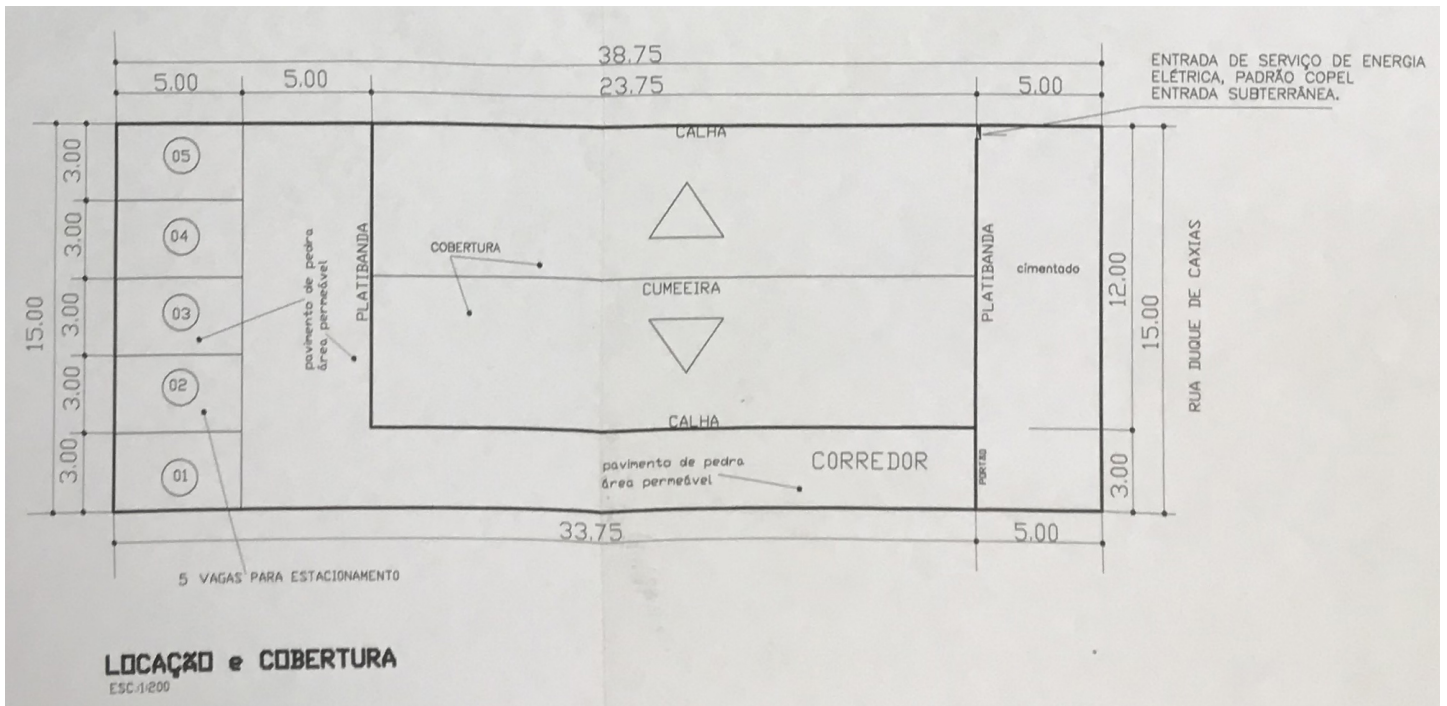 38,75
5.00
5.00
23,75
5.00
ENTRADA DE SERVIÇO DE ENERGIA
ELÉTRICA, PADRÃO COPEL
ENTRADA SUBTERRÂNEA.
CALHA
05
04
03
02
01
3.00
3.00
3.00
3.00
3.00
15.00
pavimento de pedra
área permeável
PLATIBANDA
COBERTURA
CUMEEIRA
CALHA
PLATIBANDA
cimentado
12.00
15.00
3.00
RUA DUQUE DE CAXIAS
pavimento de pedra
área permeável
CORREDOR
PORTÃO
33,75
5.00
5 VAGAS PARA ESTACIONAMENTO
LOCAÇÃO e COBERTURA
ESC:1:200